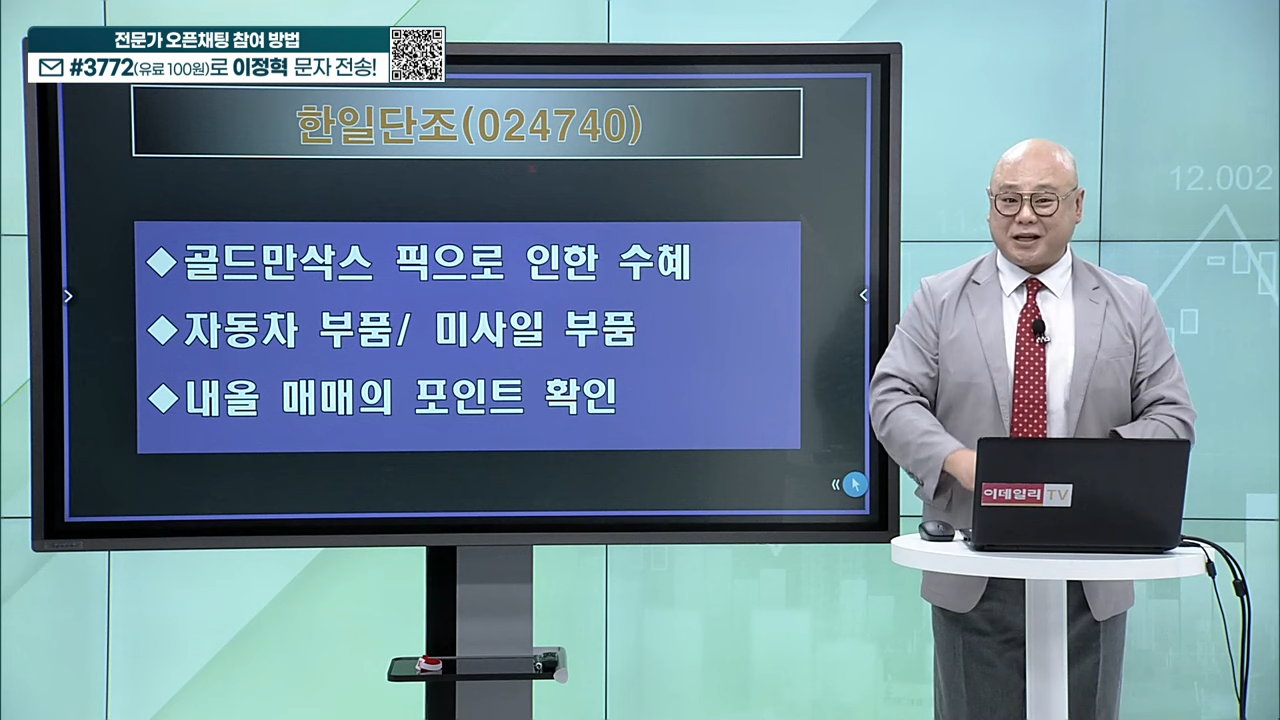 전문가 오픈채팅 참여 방법
#3772(유료 100원)로 이정혁 문자 전송!
한일단조(024740)
◆골드만삭스 픽으로 인한 수혜
◆자동차 부품/ 미사일 부품
◆내올 매매의 포인트 확인
12.002
이데일리 TV